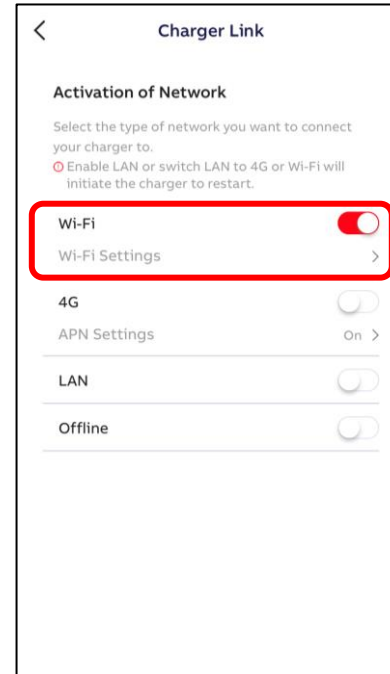 Charger Link
Activation of Network
Select the type of network you want to connect
your charger to.
Enable LAN or switch LAN to 4G or Wi-Fi will
initiate the charger to restart.
Wi-Fi
Wi-Fi Settings
4G
APN Settings On
LAN
Offline